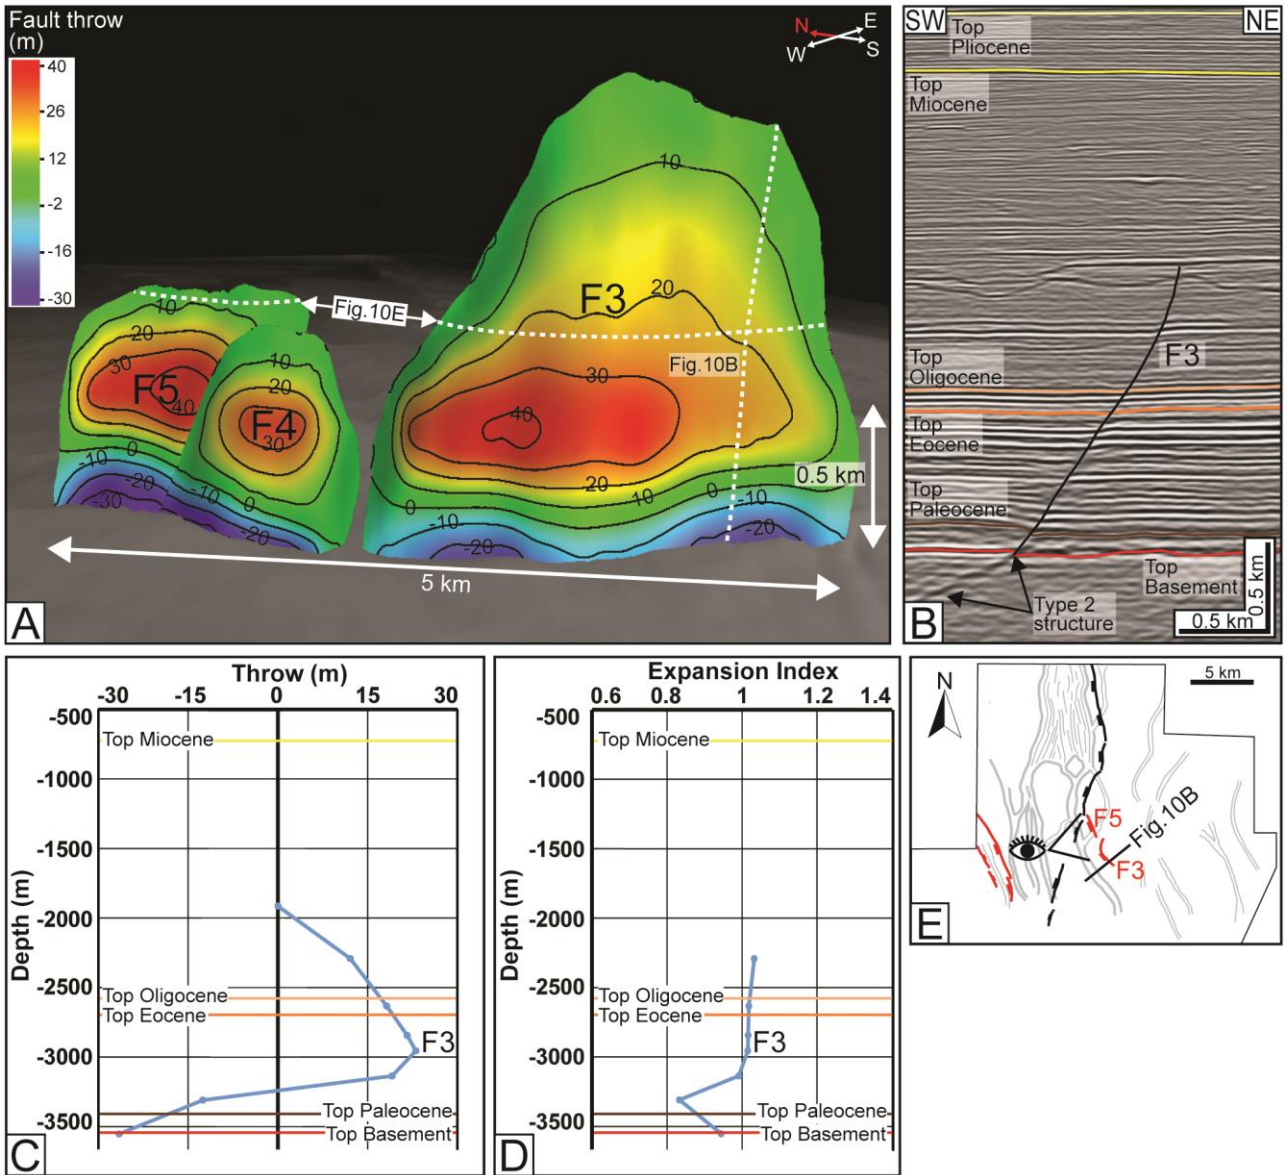 Fault throw
(m)
40
26
12
-2
-16
-30
N
E
W
S
10
20
30
F5
40
0
-10
-20
-30
Fig.10E
10
20
F4
30
-10
0
-20
10
20
F3
Fig.10B
30
40
20
10
0
-10
-10
-20
-20
0.5 km
5 km
A
SW
NE
Top
Pliocene
Top
Miocene
F3
Top
Oligocene
Top
Eocene
Top
Paleocene
Top
Basement
Type 2
structure
0.5 km
0.5 km
B
Throw (m)
-30
-15
0
15
30
-500
-1000
-1500
-2000
-2500
-3000
-3500
Depth (m)
Top Miocene
Top Oligocene
Top Eocene
F3
Top Paleocene
Top Basement
C
Expansion Index
0.6
0.8
1
1.2
1.4
-500
-1000
-1500
-2000
-2500
-3000
-3500
Depth (m)
Top Miocene
Top Oligocene
Top Eocene
F3
Top Paleocene
Top Basement
D
N
5 km
F5
Fig.10B
F3
E